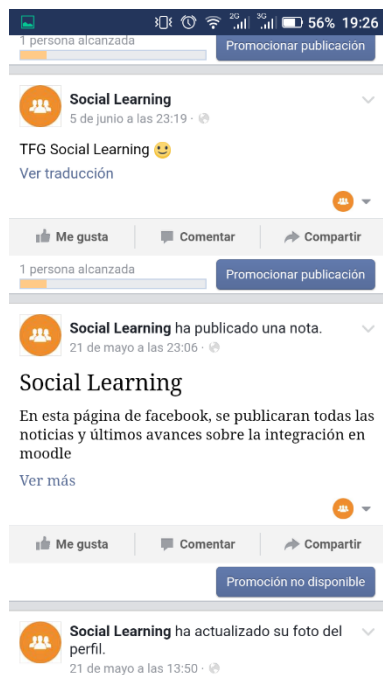 2G 3G 56% 19:26
1 persona alcanzada
Promocionar publicación
Social Learning
5 de junio a las 23:19 ·
TFG Social Learning
Ver traducción
Me gusta Comentar Compartir
1 persona alcanzada
Promocionar publicación
Social Learning ha publicado una nota.
21 de mayo a las 23:06 ·
Social Learning
En esta página de facebook, se publicaran todas las
noticias y últimos avances sobre la integración en
moodle
Ver más
Me gusta Comentar Compartir
Promoción no disponible
Social Learning ha actualizado su foto del
perfil.
21 de mayo a las 13:50 ·